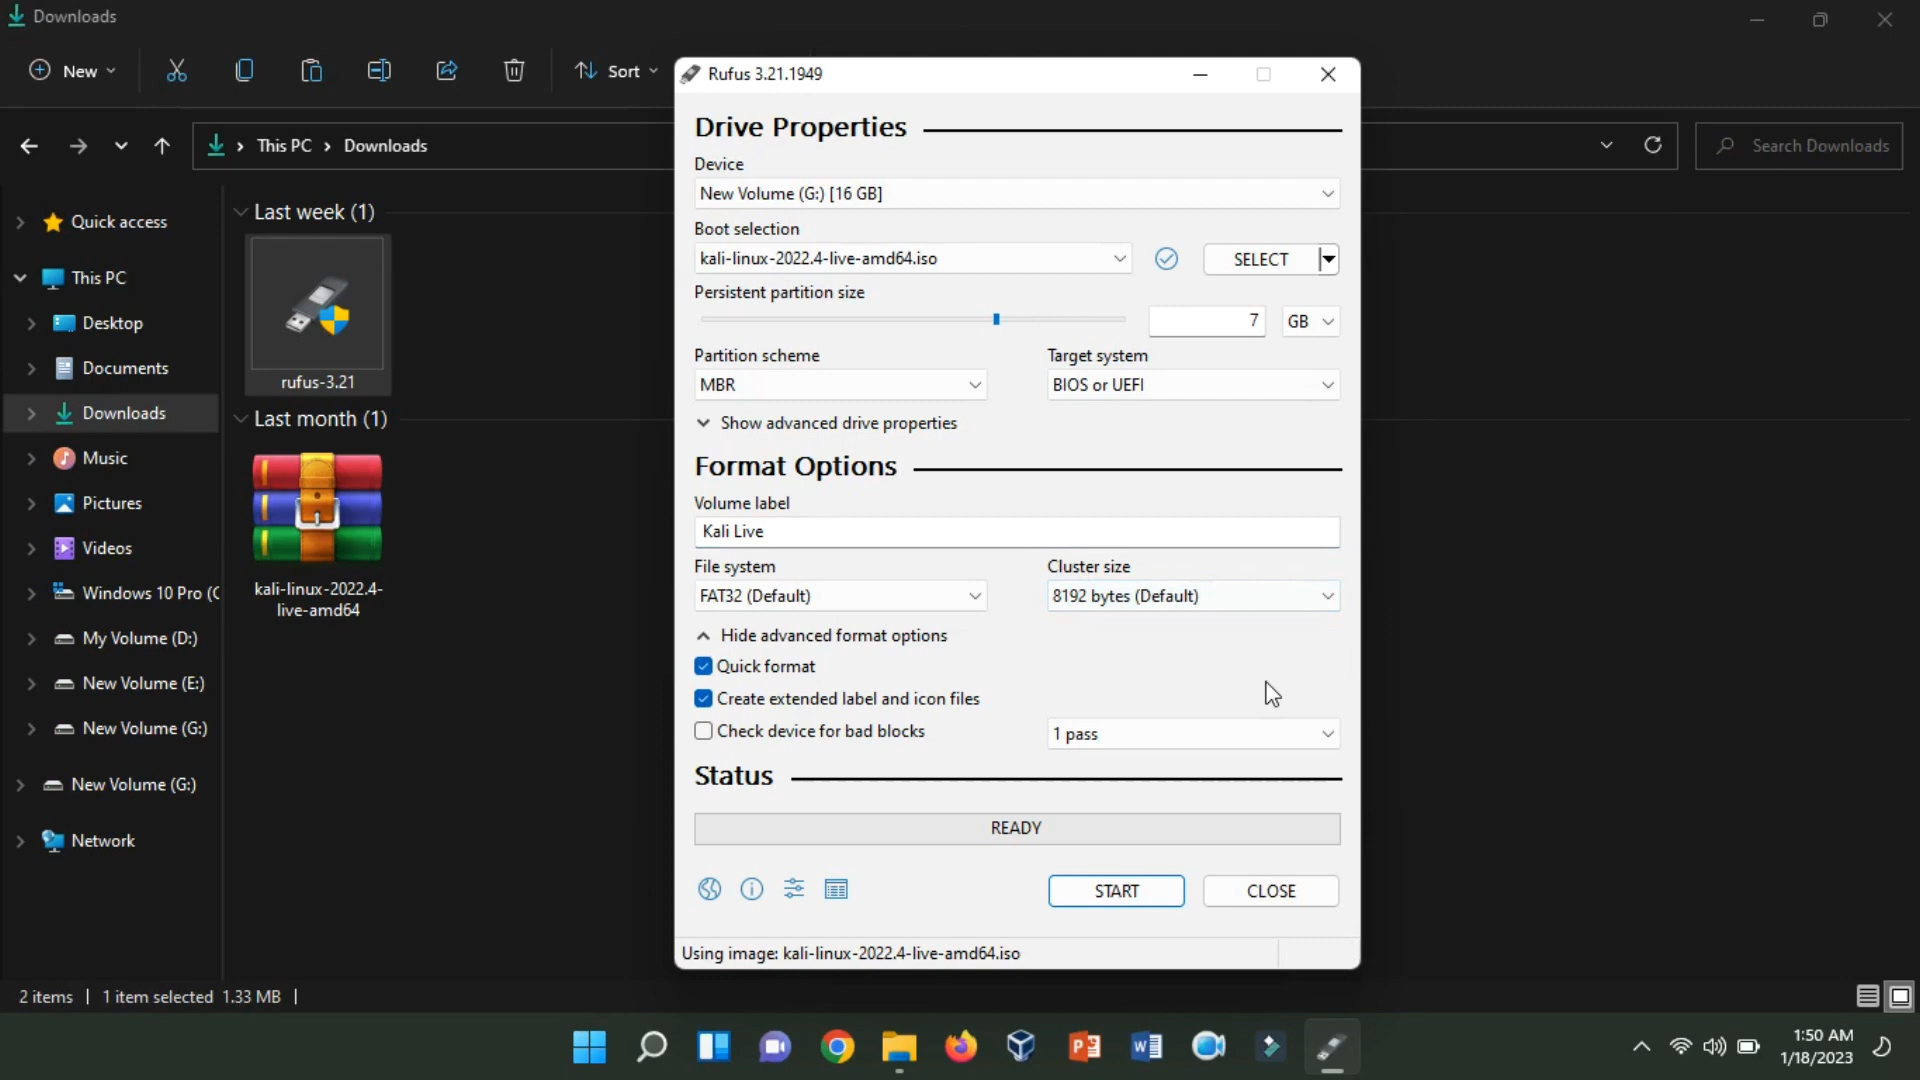 Downloads
New
Sort
This PC
Downloads
Search Downloads
Quick access
This PC
Desktop
Documents
Downloads
Music
Pictures
Videos
Windows 10 Pro (C
My Volume (D:)
New Volume (E:)
New Volume (G:)
New Volume (G:)
Network
Last week (1)
rufus-3.21
Last month (1)
kali-linux-2022.4-
live-amd64
2 items
1 item selected 1.33 MB
Rufus 3.21.1949
Drive Properties
Device
New Volume (G:) [16 GB]
Boot selection
kali-linux-2022.4-live-amd64.iso
SELECT
Persistent partition size
7
GB
Partition scheme
Target system
MBR
BIOS or UEFI
Show advanced drive properties
Format Options
Volume label
Kali Live
File system
Cluster size
FAT32 (Default)
8192 bytes (Default)
Hide advanced format options
Quick format
Create extended label and icon files
Check device for bad blocks
1 pass
Status
READY
START
CLOSE
Using image: kali-linux-2022.4-live-amd64.iso
1:50 AM
1/18/2023